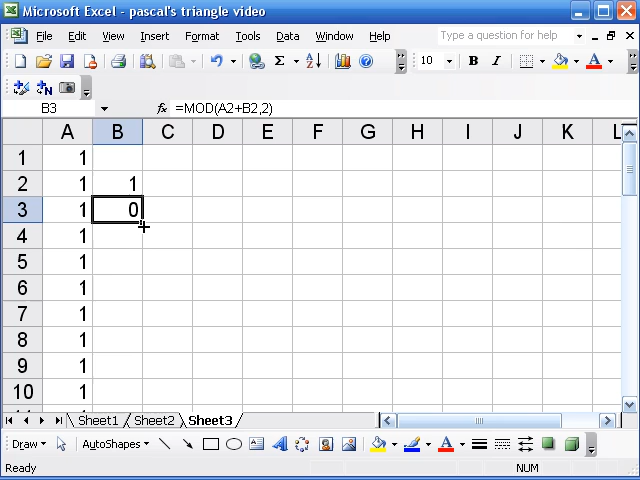 Microsoft Excel - pascal's triangle video
File Edit View Insert Format Tools Data Window Help Type a question for help
Σ 10 B I A
B3 fx =MOD(A2+B2,2)
A B C D E F G H I J K L
1 1
2 1 1
3 1 0
4 1
5 1
6 1
7 1
8 1
9 1
10 1
Sheet1 Sheet2 Sheet3
Draw AutoShapes A A
Ready NUM